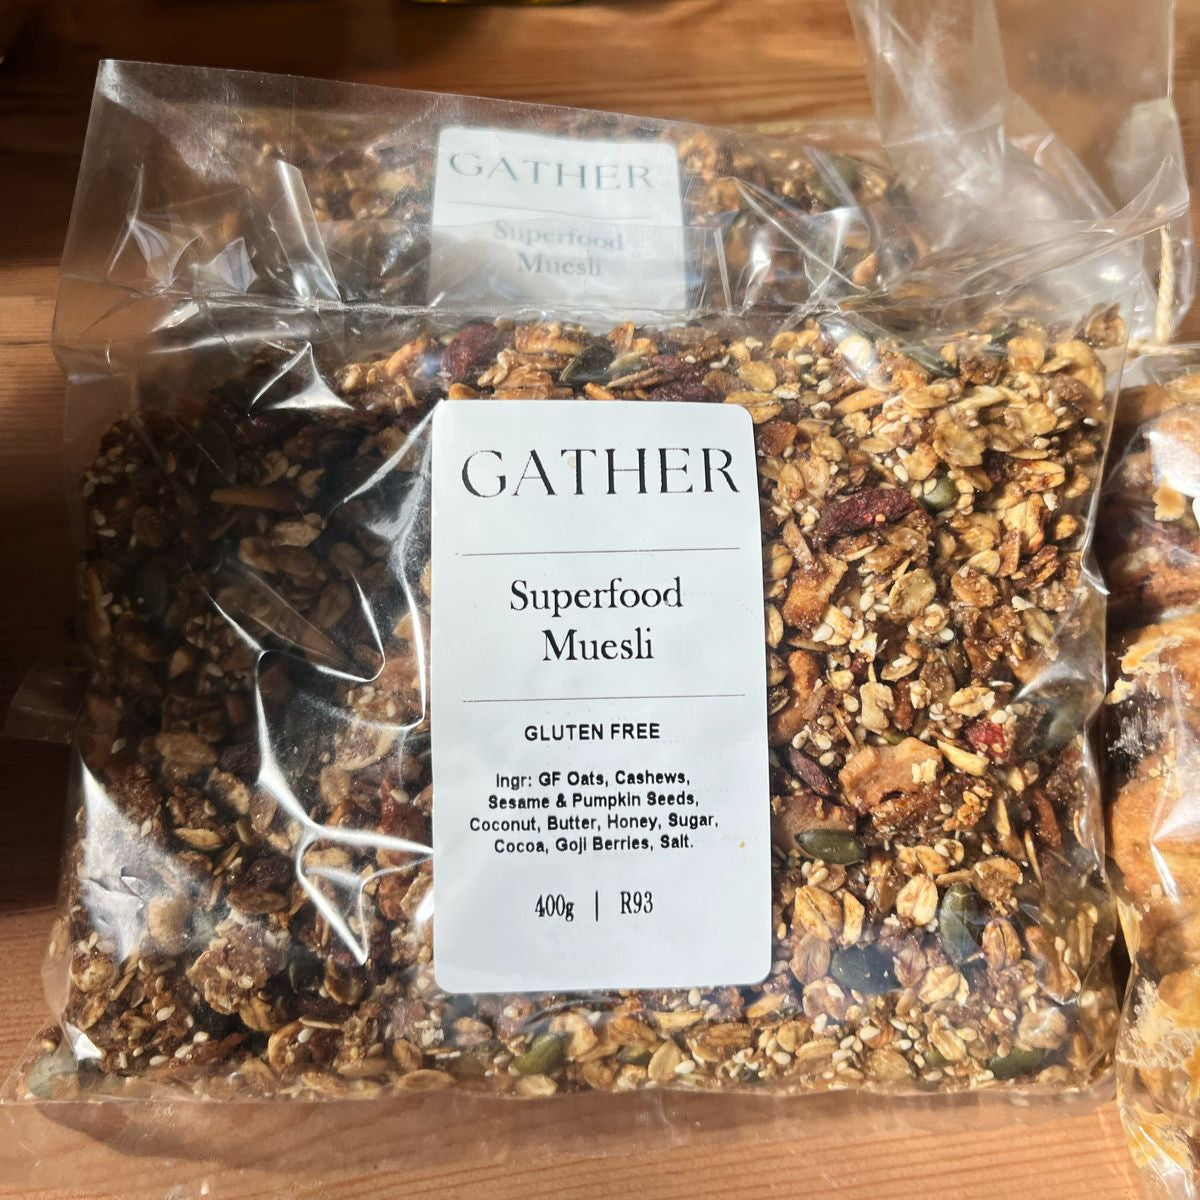 GATHER
Superfood
Muesli
GATHER
Superfood
Muesli
GLUTEN FREE
Ingr: GF Oats, Cashews,
Sesame & Pumpkin Seeds,
Coconut, Butter, Honey, Sugar,
Cocoa, Goji Berries, Salt.
400g | R93